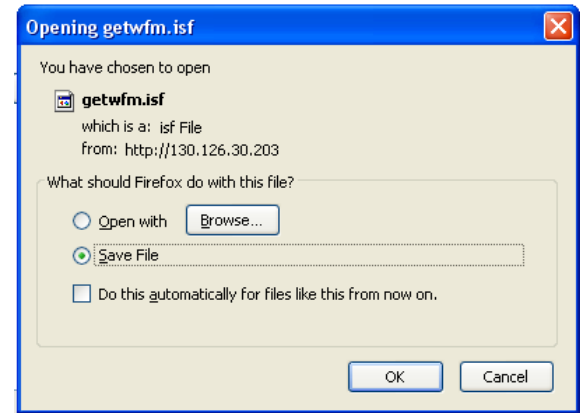 Opening getwfm.isf
You have chosen to open
getwfm.isf
which is a: isf File
from: http://130.126.30.203
What should Firefox do with this file?
Open with Browse...
Save File
Do this automatically for files like this from now on.
OK Cancel